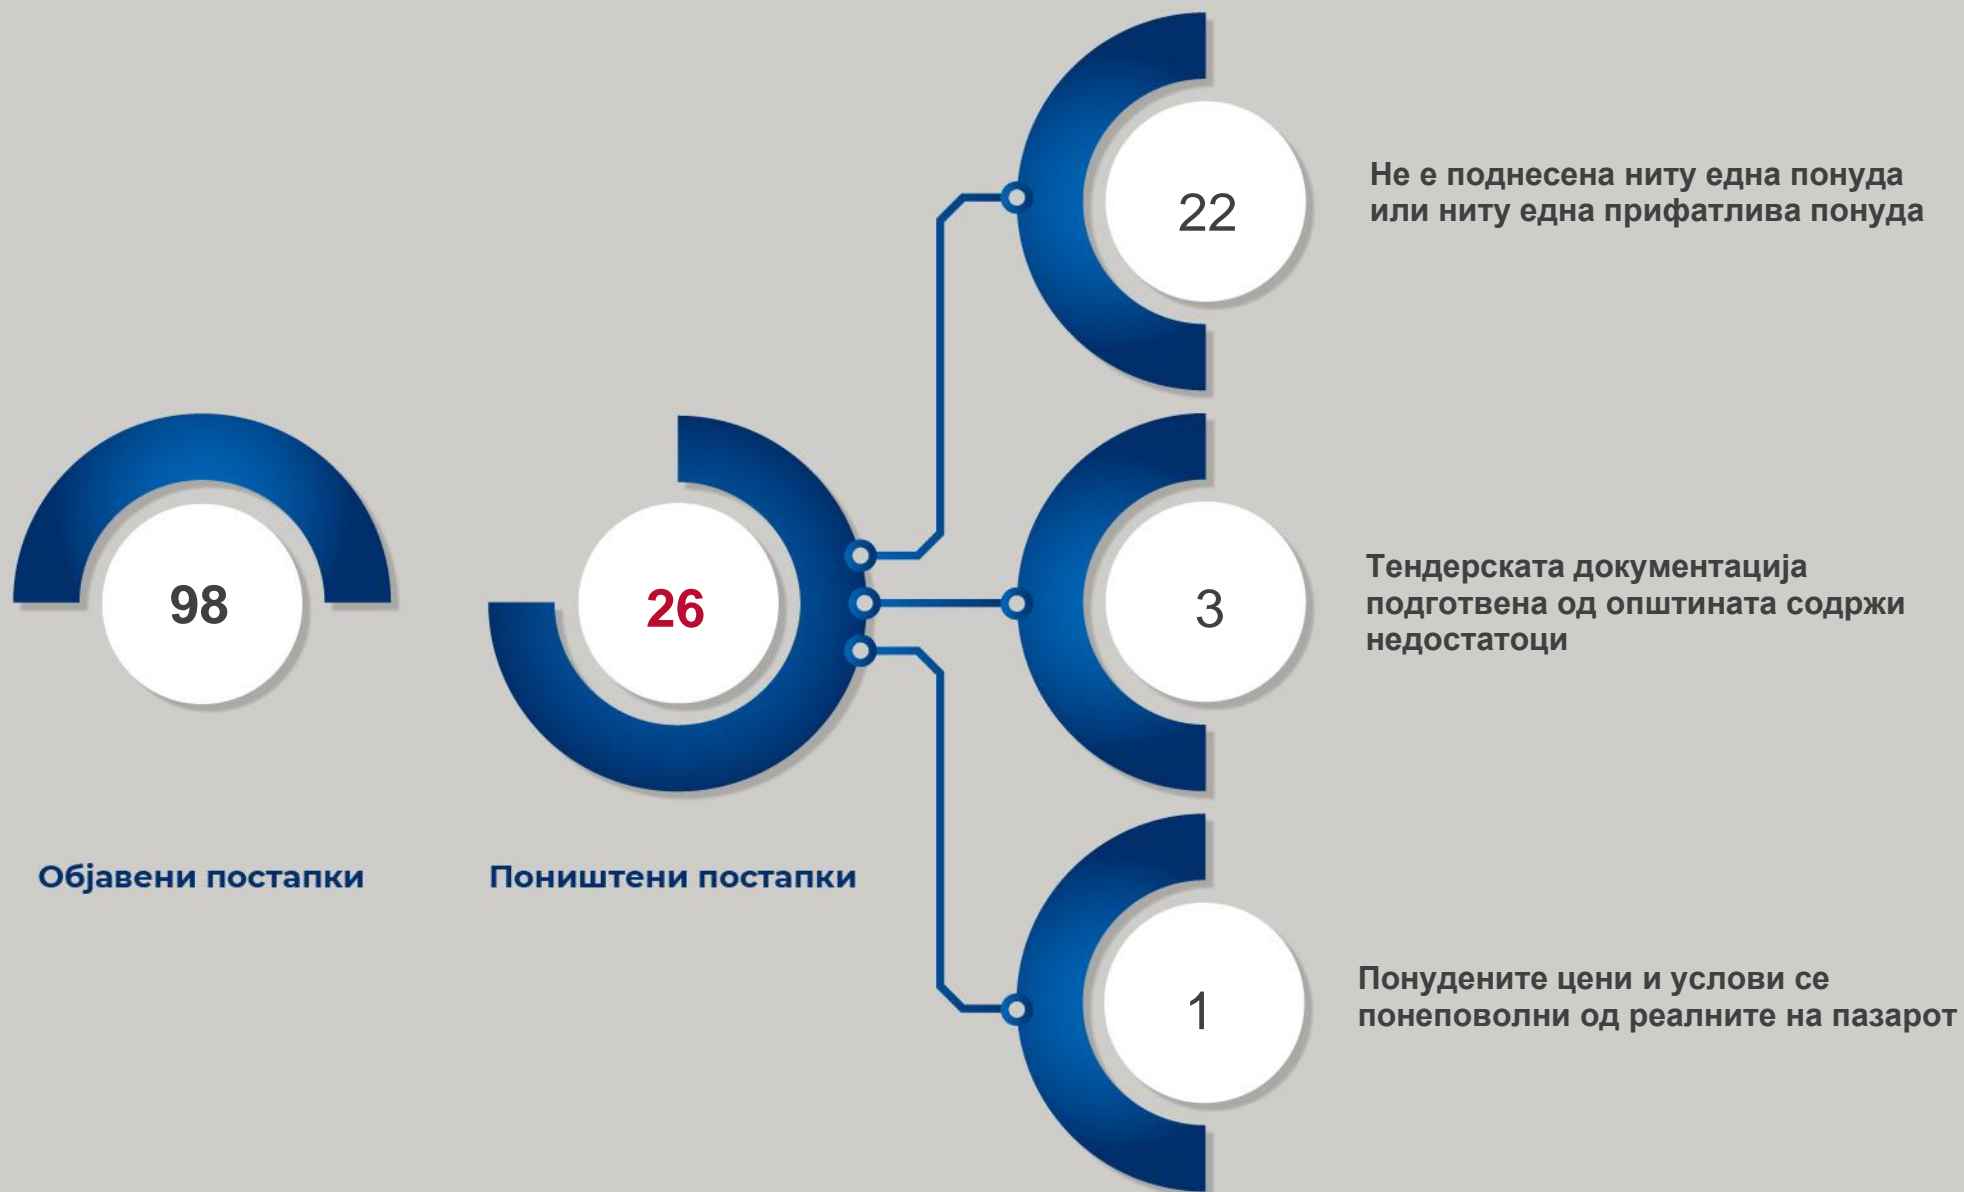 98
Објавени постапки
26
Поништени постапки
22
Не е поднесена ниту една понуда
или ниту една прифатлива понуда
3
Тендерската документација
подготвена од општината содржи
недостатоци
1
Понудените цени и услови се
понеповолни од реалните на пазарот